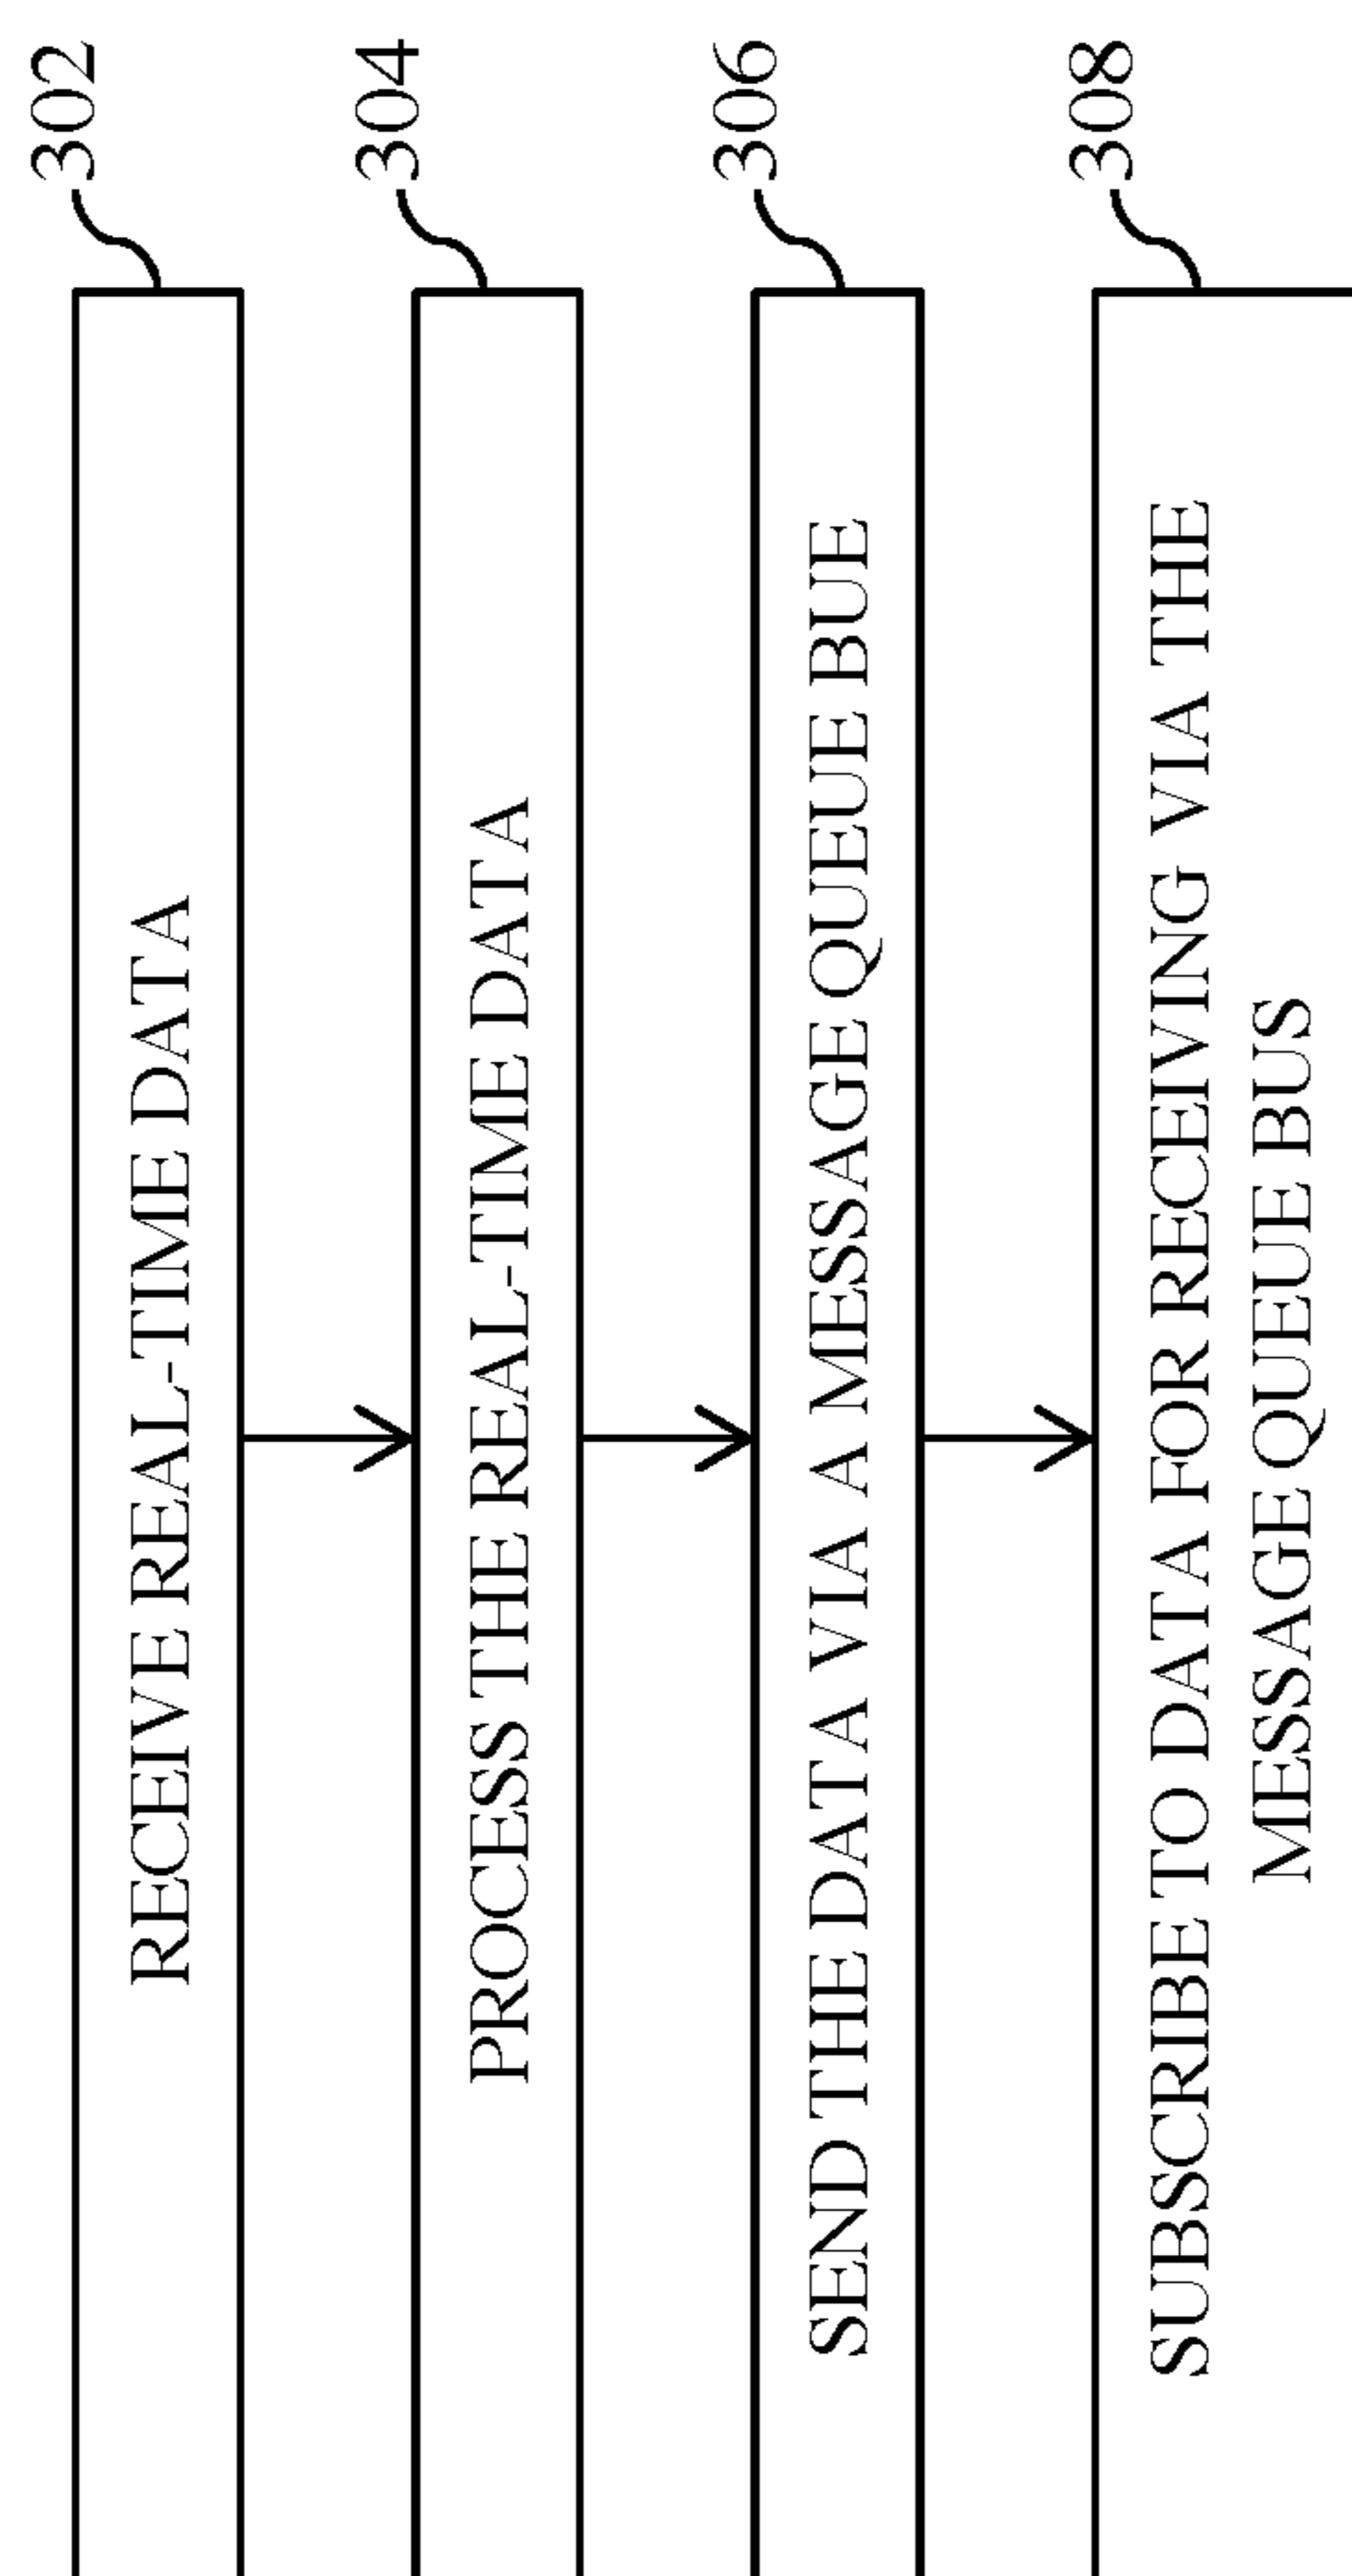 302
RECEIVE REAL-TIME DATA
304
PROCESS THE REAL-TIME DATA
306
SEND THE DATA VIA A MESSAGE QUEUE BUE
308
SUBSCRIBE TO DATA FOR RECEIVING VIA THE
MESSAGE QUEUE BUS